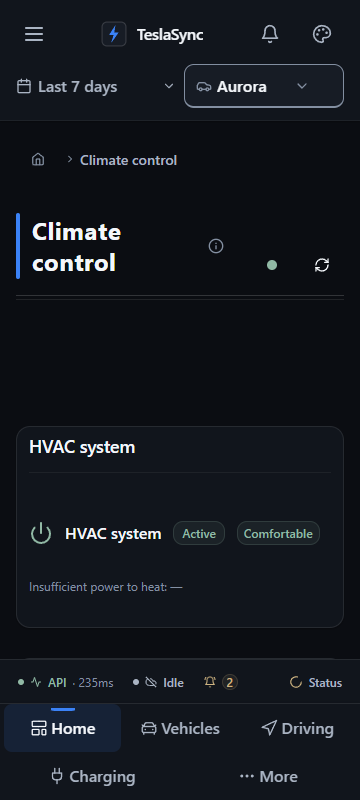 TeslaSync
Last 7 days
Aurora
Climate control
Climate
control
HVAC system
HVAC system
Active
Comfortable
Insufficient power to heat: —
API · 235ms
Idle
2
Status
Home
Vehicles
Driving
Charging
More